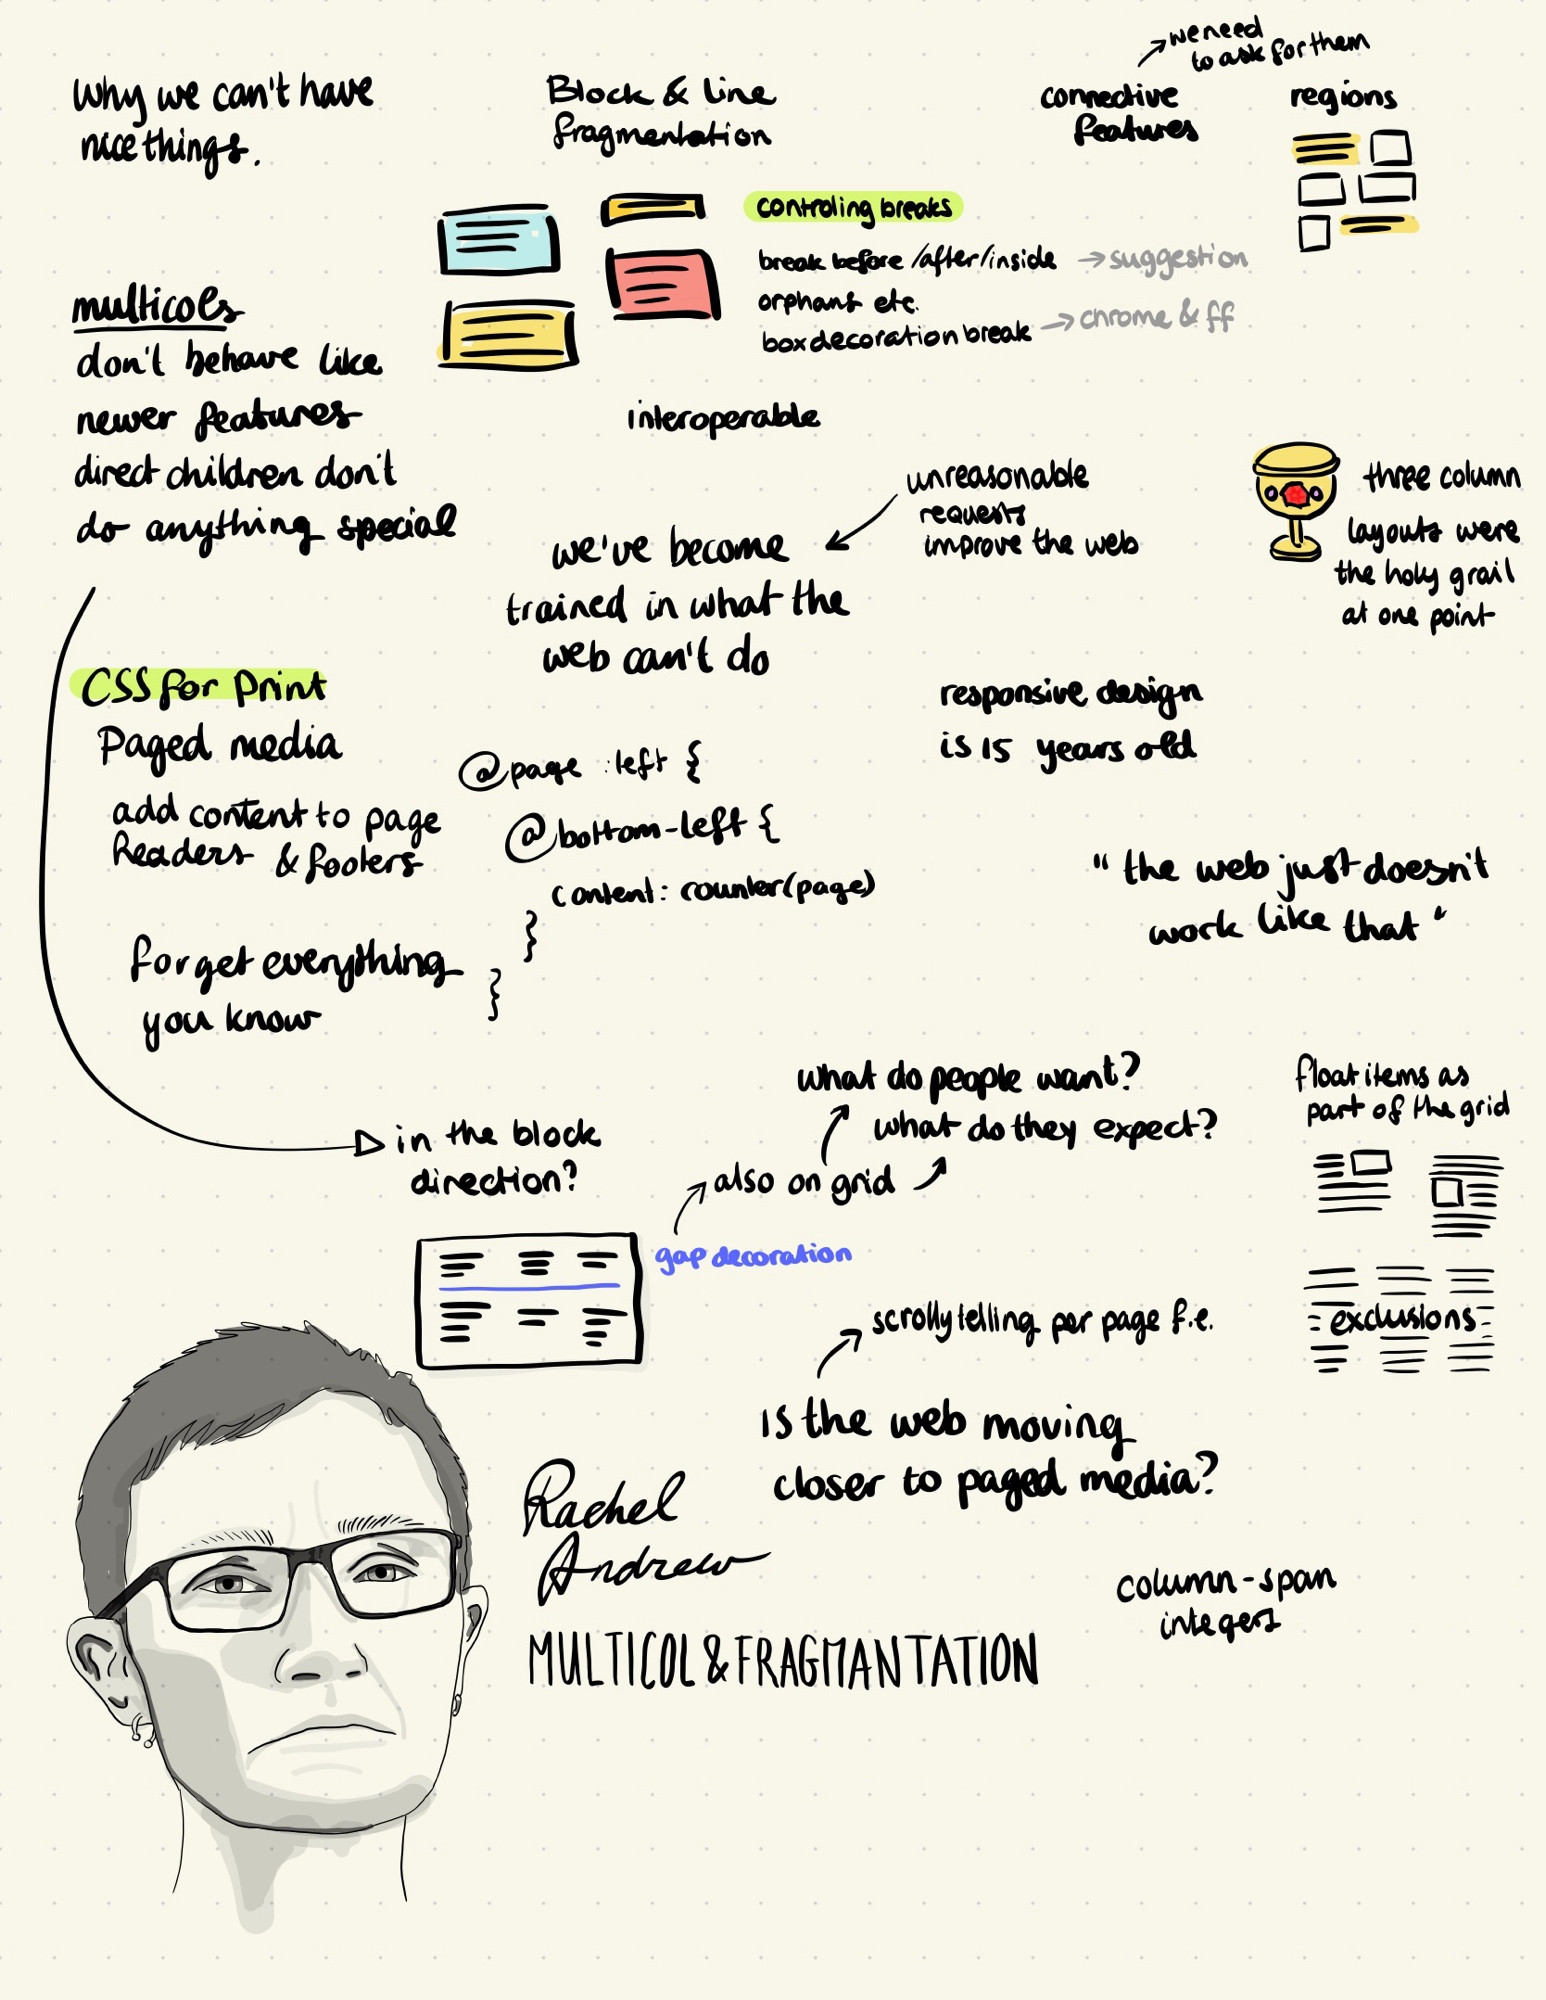 Why we can't have
nice things.
Block & line
fragmentation
we need
to ask for them
connective
features
regions
controling breaks
break before /after/inside → suggestion
orphans etc.
box decoration break → chrome & ff
interoperable
multicols
don't behave like
newer features
direct children don't
do anything special
unreasonable
requests
improve the web
we've become
trained in what the
web can't do
three column
layouts were
the holy grail
at one point
CSS for Print
Paged media
add content to page
headers & footers
@page :left {
@bottom-left {
content: counter(page)
}
}
forget everything
you know
responsive design
is 15 years old
"the web just doesn't
work like that"
in the block
direction?
what do people want?
what do they expect?
also on grid
gap decoration
float items as
part of the grid
exclusions
scrollytelling per page f.e.
is the web moving
closer to paged media?
Rachel
Andrew
MULTICOL & FRAGMANTATION
column-span
integers